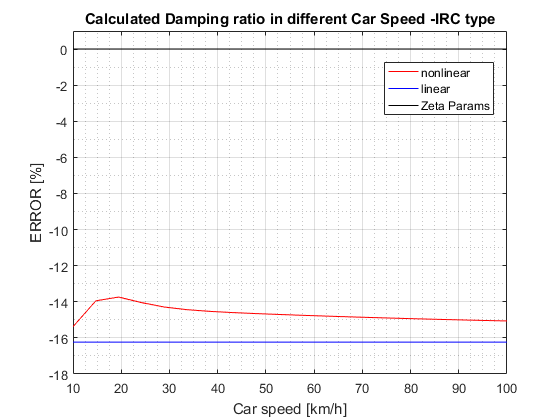 Calculated Damping ratio in different Car Speed -IRC type
0
-2
-4
-6
-8
-10
-12
-14
-16
-18
ERROR [%]
nonlinear
linear
Zeta Params
10 20 30 40 50 60 70 80 90 100
Car speed [km/h]